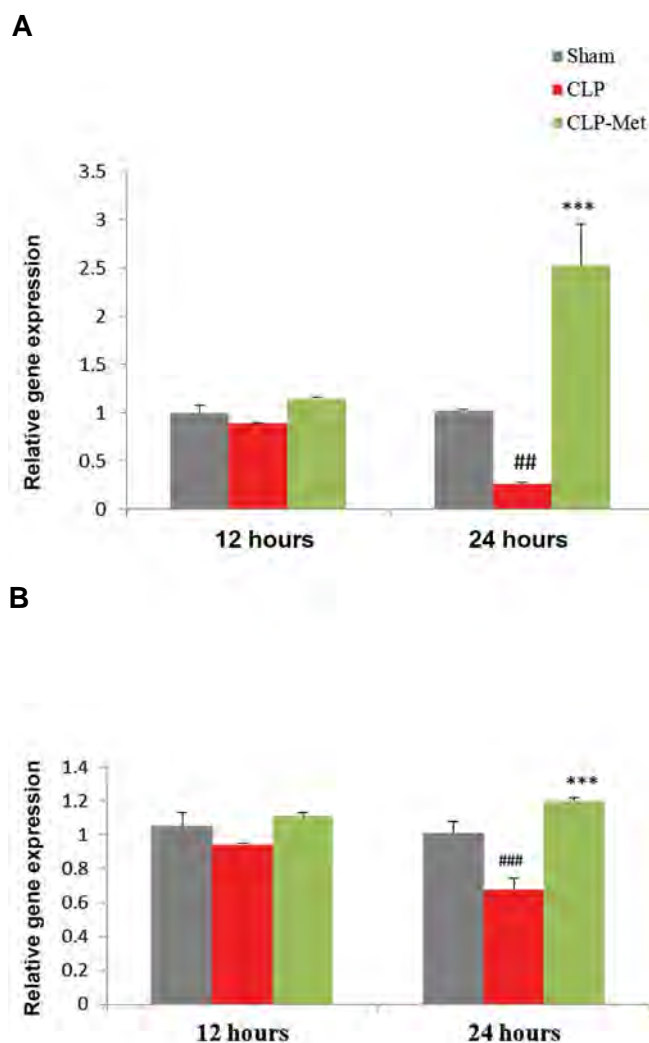 A
Sham
CLP
CLP-Met
Relative gene expression
3.5
3
2.5
2
1.5
1
0.5
0
***
##
12 hours
24 hours
B
Relative gene expression
1.4
1.2
1
0.8
0.6
0.4
0.2
0
***
###
12 hours
24 hours